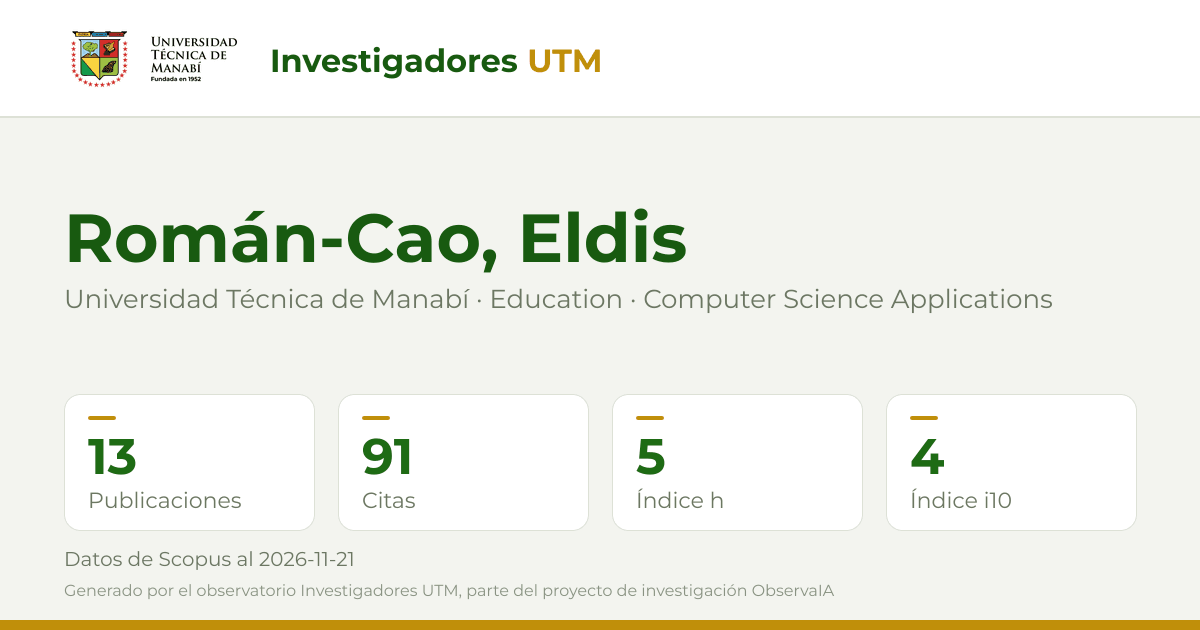 UNIVERSIDAD
TÉCNICA DE
MANABÍ
Fundada en 1952
Investigadores UTM
Román-Cao, Eldis
Universidad Técnica de Manabí · Education · Computer Science Applications
13
Publicaciones
91
Citas
5
Índice h
4
Índice i10
Datos de Scopus al 2026-11-21
Generado por el observatorio Investigadores UTM, parte del proyecto de investigación ObservaIA